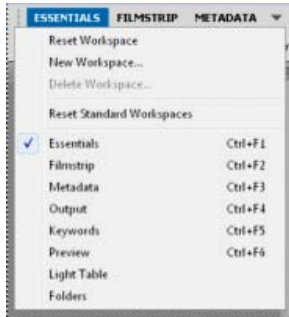 ESSENTIALS FILMSTRIP METADATA
Reset Workspace
New Workspace...
Delete Workspace...
Reset Standard Workspaces
Essentials Ctrl+F1
Filmstrip Ctrl+F2
Metadata Ctrl+F3
Output Ctrl+F4
Keywords Ctrl+F5
Preview Ctrl+F6
Light Table
Folders